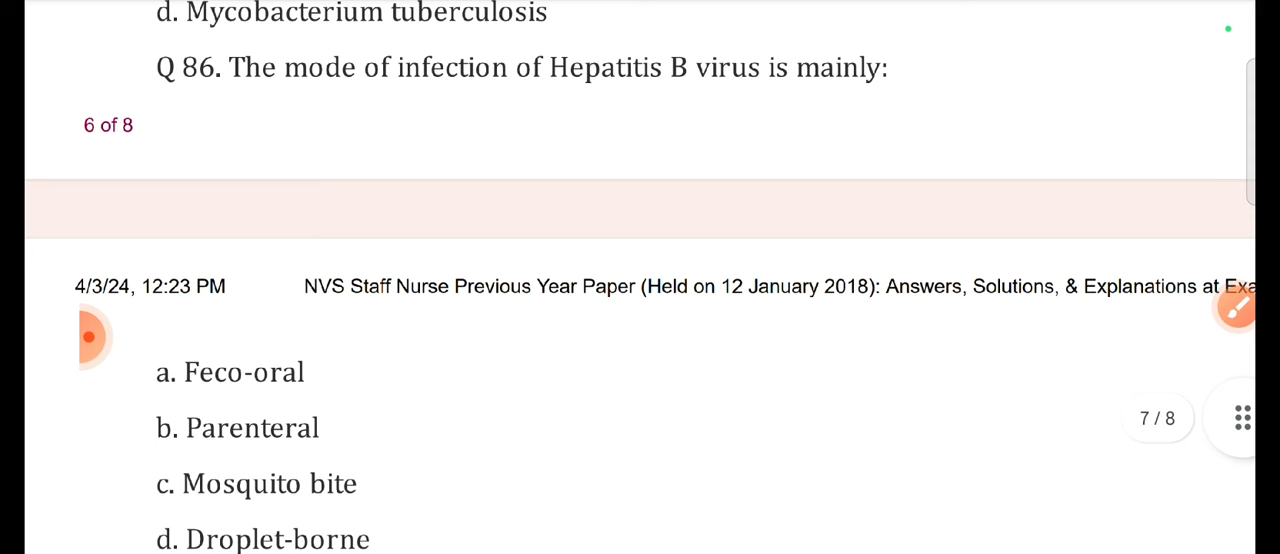 d. Mycobacterium tuberculosis
Q 86. The mode of infection of Hepatitis B virus is mainly:
6 of 8
4/3/24, 12:23 PM NVS Staff Nurse Previous Year Paper (Held on 12 January 2018): Answers, Solutions, & Explanations at Exa
a. Feco-oral
b. Parenteral
7 / 8
c. Mosquito bite
d. Droplet-borne